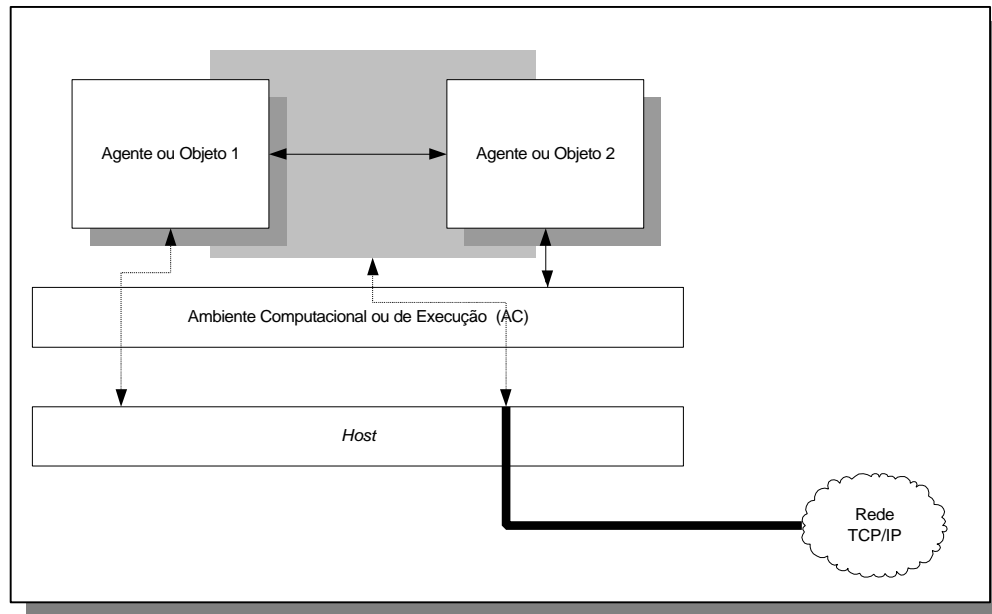 Agente ou Objeto 1
Agente ou Objeto 2
Ambiente Computacional ou de Execução (AC)
Host
Rede
TCP/IP